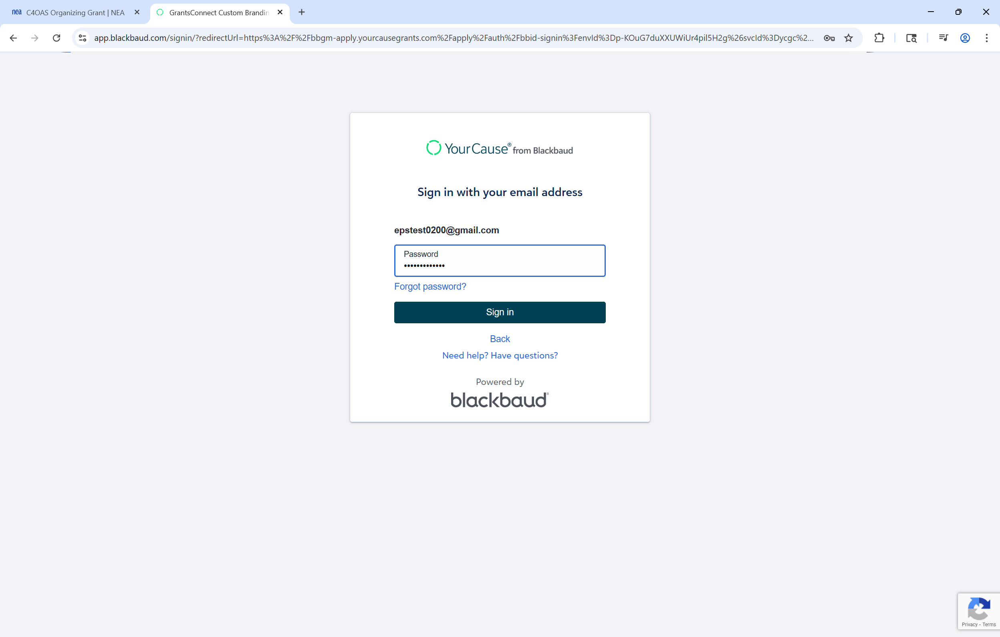 nea C4OAS Organizing Grant | NEA
GrantsConnect Custom Brandin
app.blackbaud.com/signin/?redirectUrl=https%3A%2F%2Fbbgm-apply.yourcausegrants.com%2Fapply%2Fauth%2Fbbid-signin%3FenvId%3Dp-KOuG7duXXUWiUr4pil5H2g%26svcId%3Dycgc%2...
YourCause® from Blackbaud
Sign in with your email address
epstest0200@gmail.com
Password
•••••••••••••
Forgot password?
Sign in
Back
Need help? Have questions?
Powered by
blackbaud®
Privacy - Terms